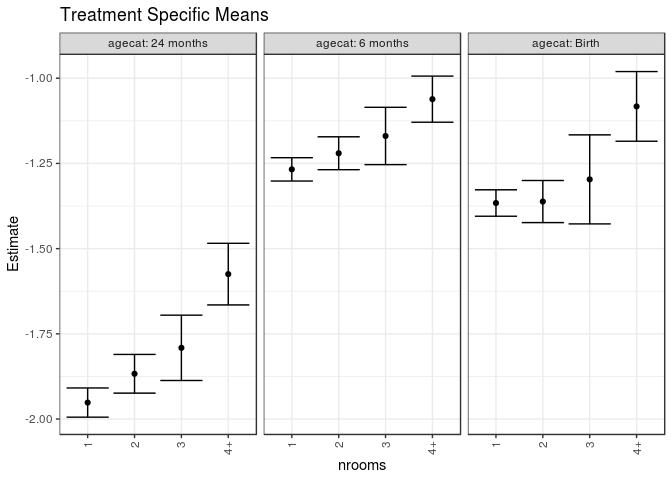 Treatment Specific Means
agecat: 24 months
agecat: 6 months
agecat: Birth
Estimate
-1.00
-1.25
-1.50
-1.75
-2.00
1 2 3 4+
1 2 3 4+
1 2 3 4+
nrooms